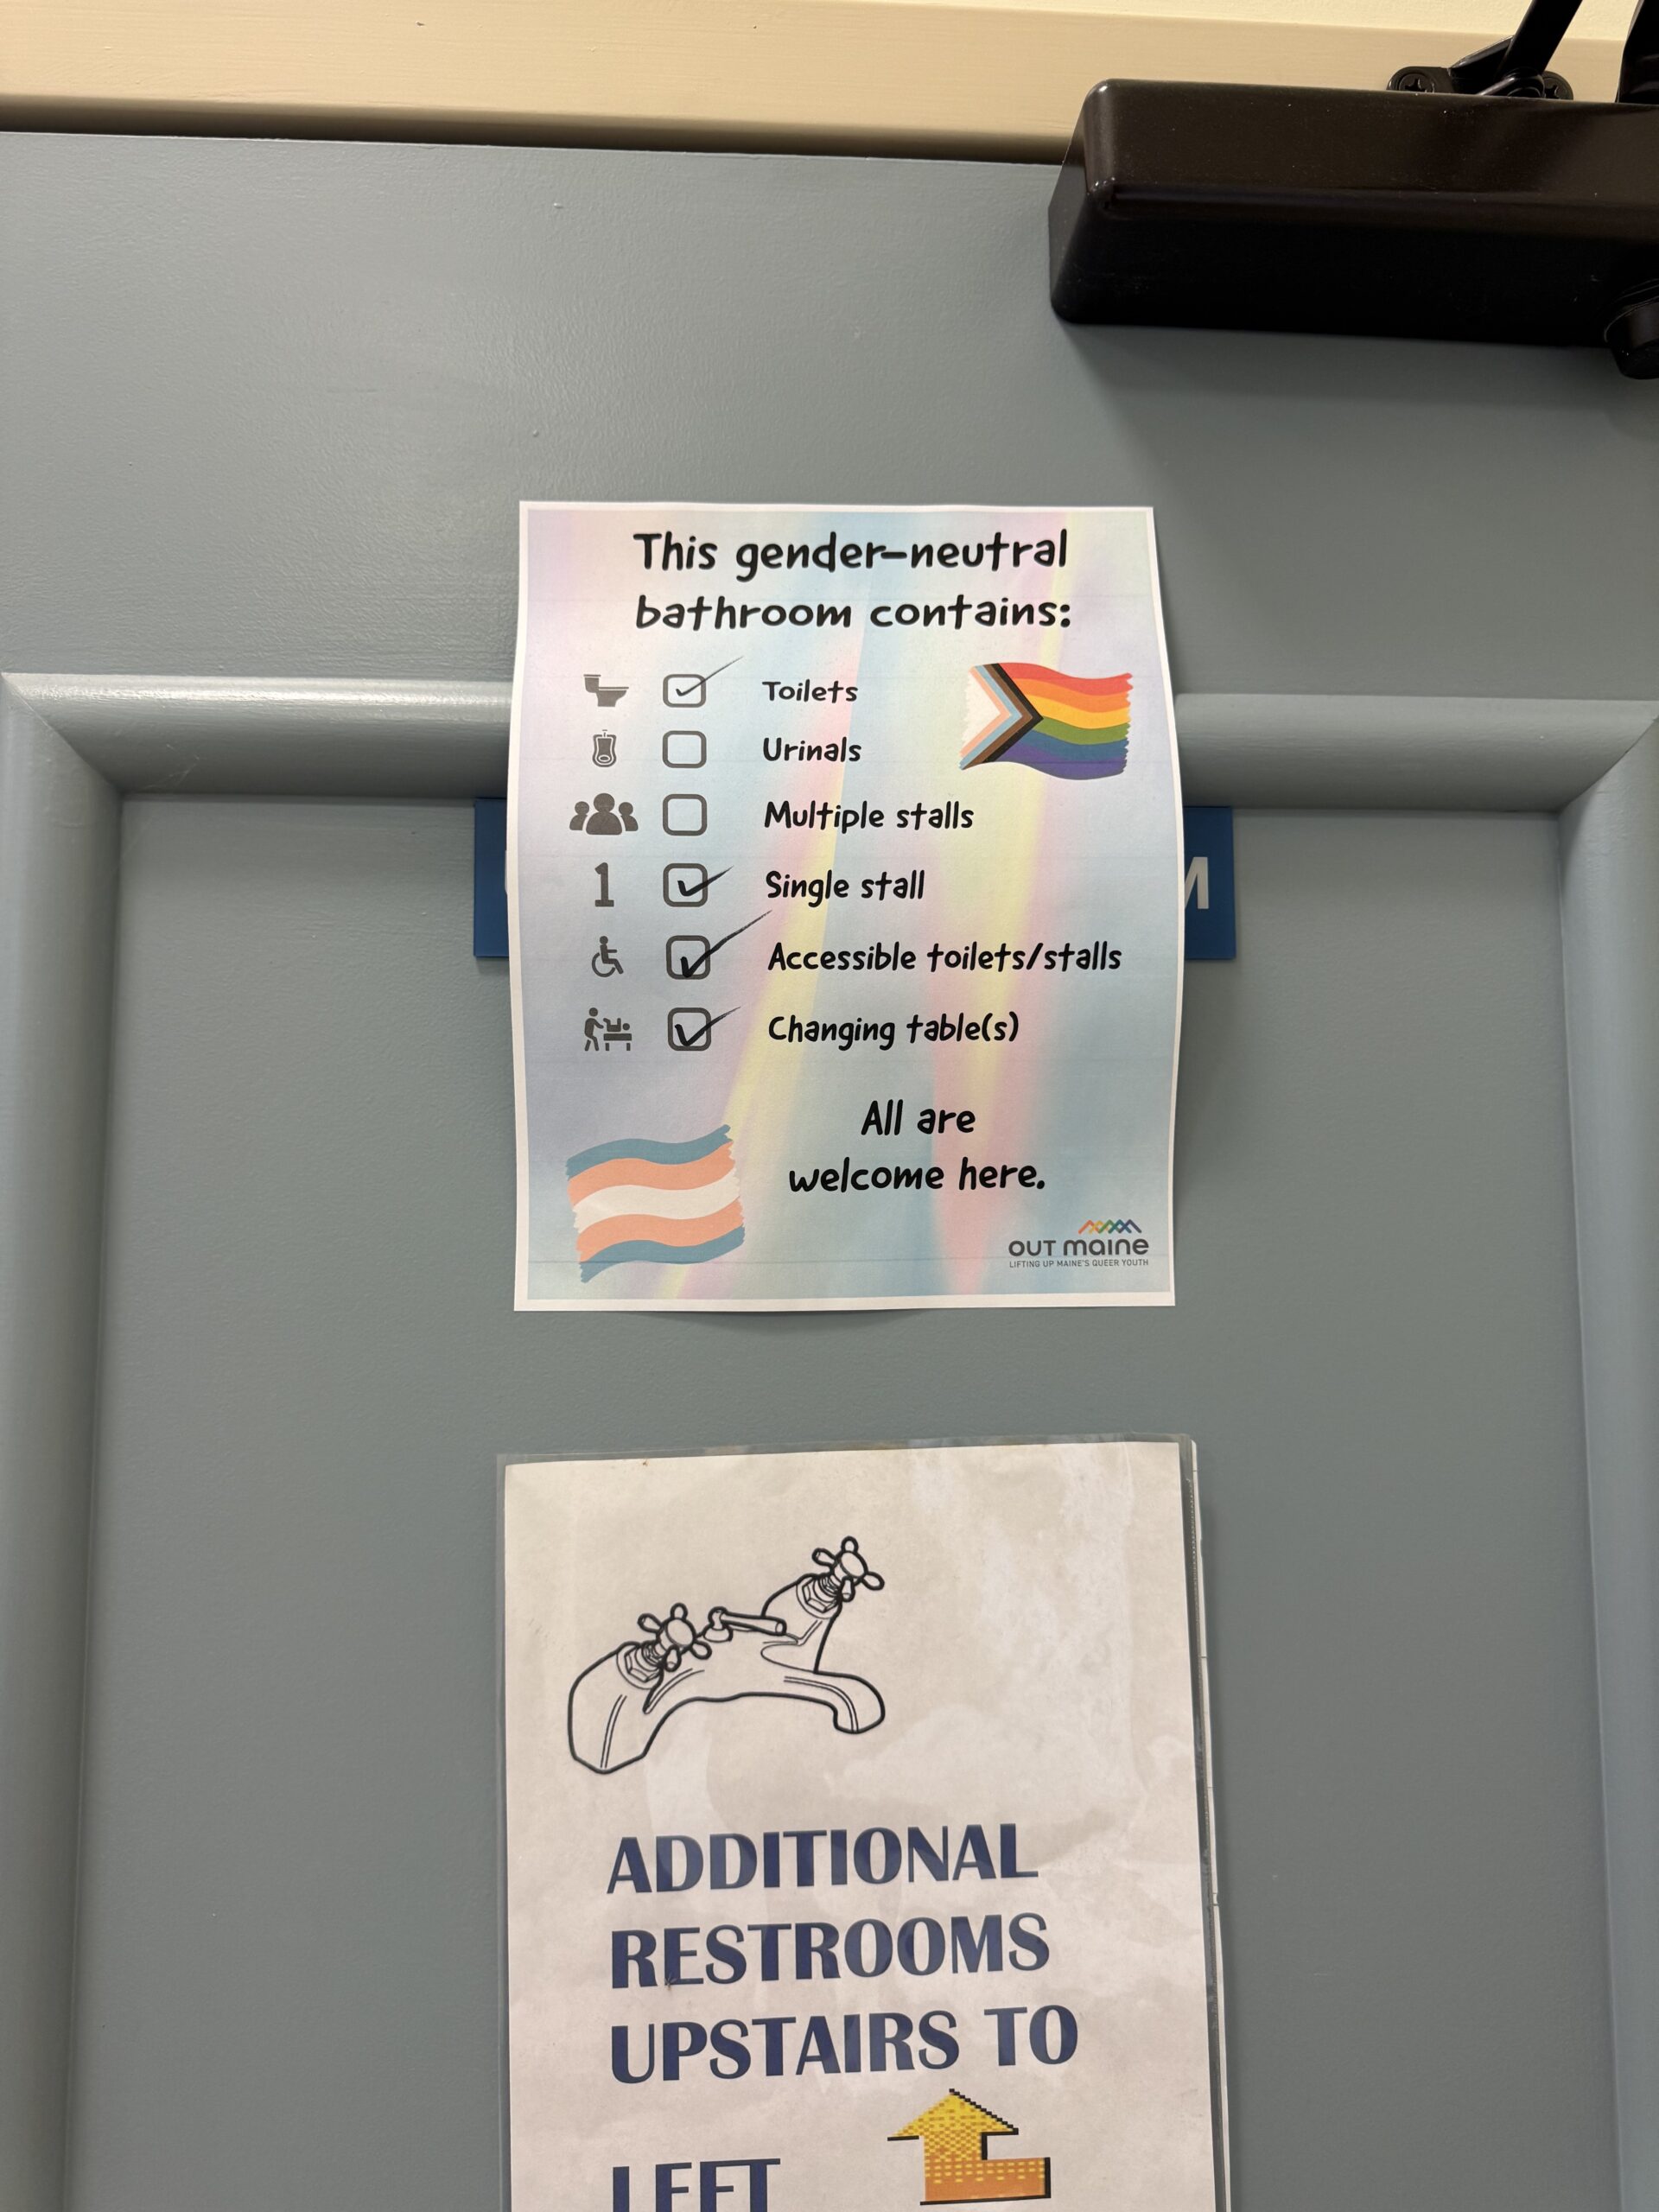 This gender-neutral
bathroom contains:
Toilets
Urinals
Multiple stalls
1 Single stall
Accessible toilets/stalls
Changing table(s)
All are
welcome here.
OUT maine
LIFTING UP MAINE'S QUEER YOUTH
ADDITIONAL
RESTROOMS
UPSTAIRS TO
LEFT